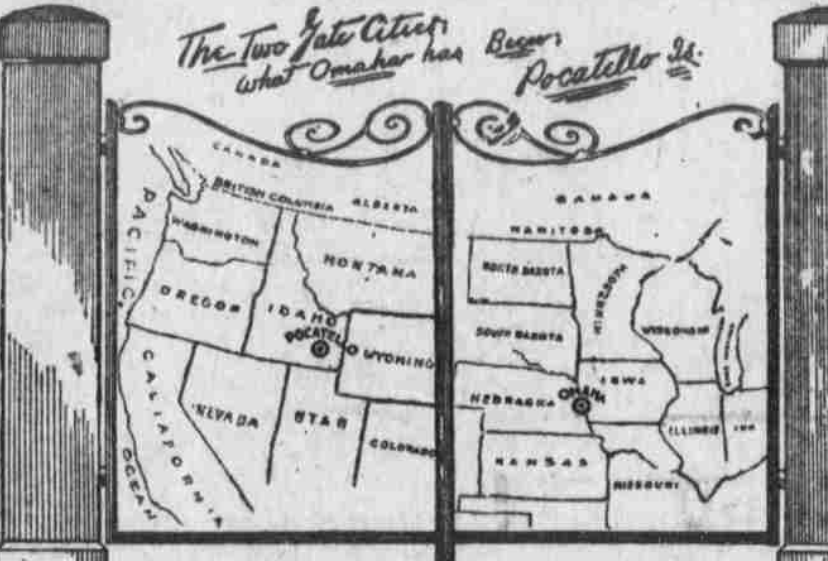 The Two Gate Cities
What Omaha has Been,
Pocatello Is.
CANADA
BRITISH COLUMBIA
ALBERTA
PACIFIC
WASHINGTON
MONTANA
OREGON
IDAHO
POCATELLO
WYOMING
CALIAFORNIA
NEVADA
UTAH
COLORADO
OCEAN
CANADA
MANITOBA
NORTH DAKOTA
MINNESOTA
SOUTH DAKOTA
WISCONSIN
NEBRASKA
OMAHA
IOWA
ILLINOIS
IND
KANSAS
MISSOURI